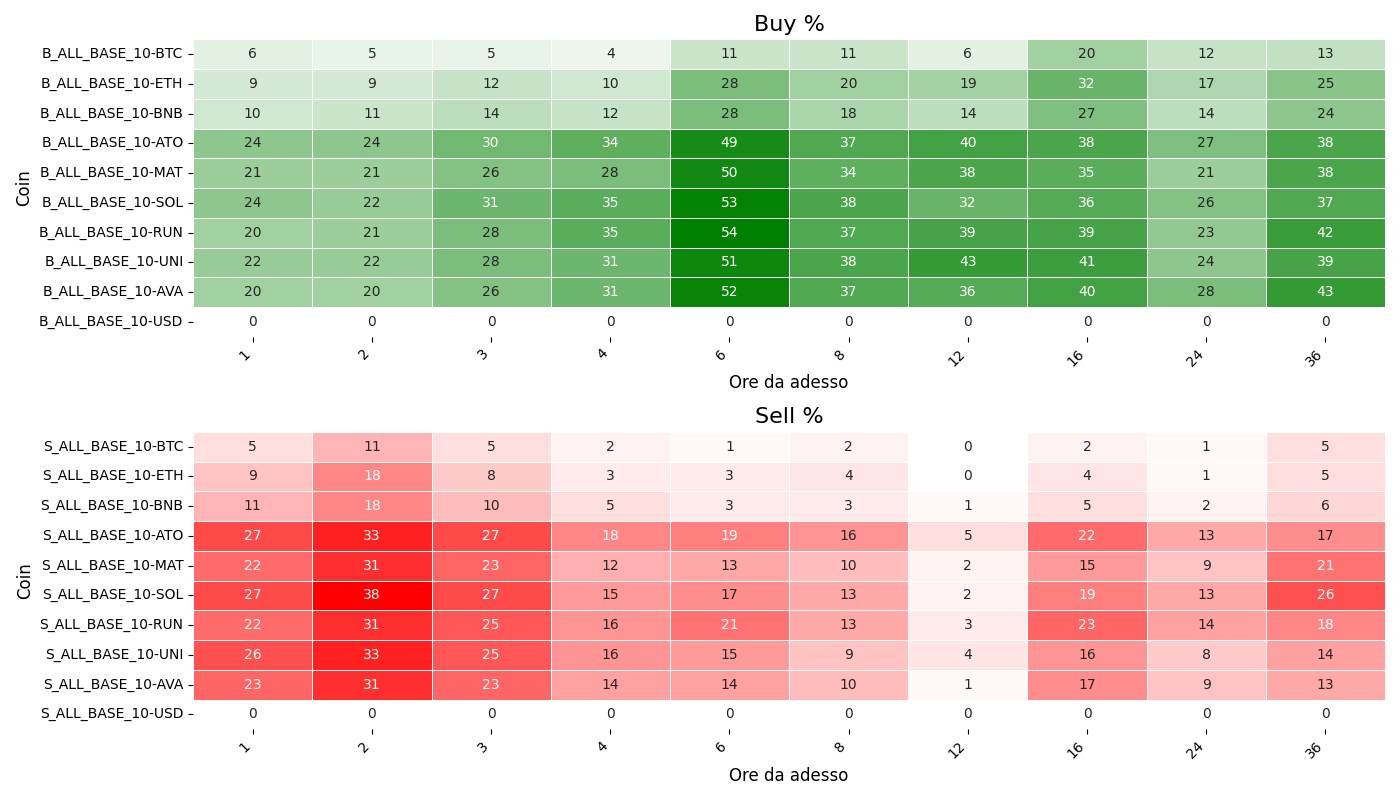 Buy %
Coin
B_ALL_BASE_10-BTC 6 5 5 4 11 11 6 20 12 13
B_ALL_BASE_10-ETH 9 9 12 10 28 20 19 32 17 25
B_ALL_BASE_10-BNB 10 11 14 12 28 18 14 27 14 24
B_ALL_BASE_10-ATO 24 24 30 34 49 37 40 38 27 38
B_ALL_BASE_10-MAT 21 21 26 28 50 34 38 35 21 38
B_ALL_BASE_10-SOL 24 22 31 35 53 38 32 36 26 37
B_ALL_BASE_10-RUN 20 21 28 35 54 37 39 39 23 42
B_ALL_BASE_10-UNI 22 22 28 31 51 38 43 41 24 39
B_ALL_BASE_10-AVA 20 20 26 31 52 37 36 40 28 43
B_ALL_BASE_10-USD 0 0 0 0 0 0 0 0 0 0
1 2 3 4 6 8 12 16 24 36
Ore da adesso
Sell %
Coin
S_ALL_BASE_10-BTC 5 11 5 2 1 2 0 2 1 5
S_ALL_BASE_10-ETH 9 18 8 3 3 4 0 4 1 5
S_ALL_BASE_10-BNB 11 18 10 5 3 3 1 5 2 6
S_ALL_BASE_10-ATO 27 33 27 18 19 16 5 22 13 17
S_ALL_BASE_10-MAT 22 31 23 12 13 10 2 15 9 21
S_ALL_BASE_10-SOL 27 38 27 15 17 13 2 19 13 26
S_ALL_BASE_10-RUN 22 31 25 16 21 13 3 23 14 18
S_ALL_BASE_10-UNI 26 33 25 16 15 9 4 16 8 14
S_ALL_BASE_10-AVA 23 31 23 14 14 10 1 17 9 13
S_ALL_BASE_10-USD 0 0 0 0 0 0 0 0 0 0
1 2 3 4 6 8 12 16 24 36
Ore da adesso